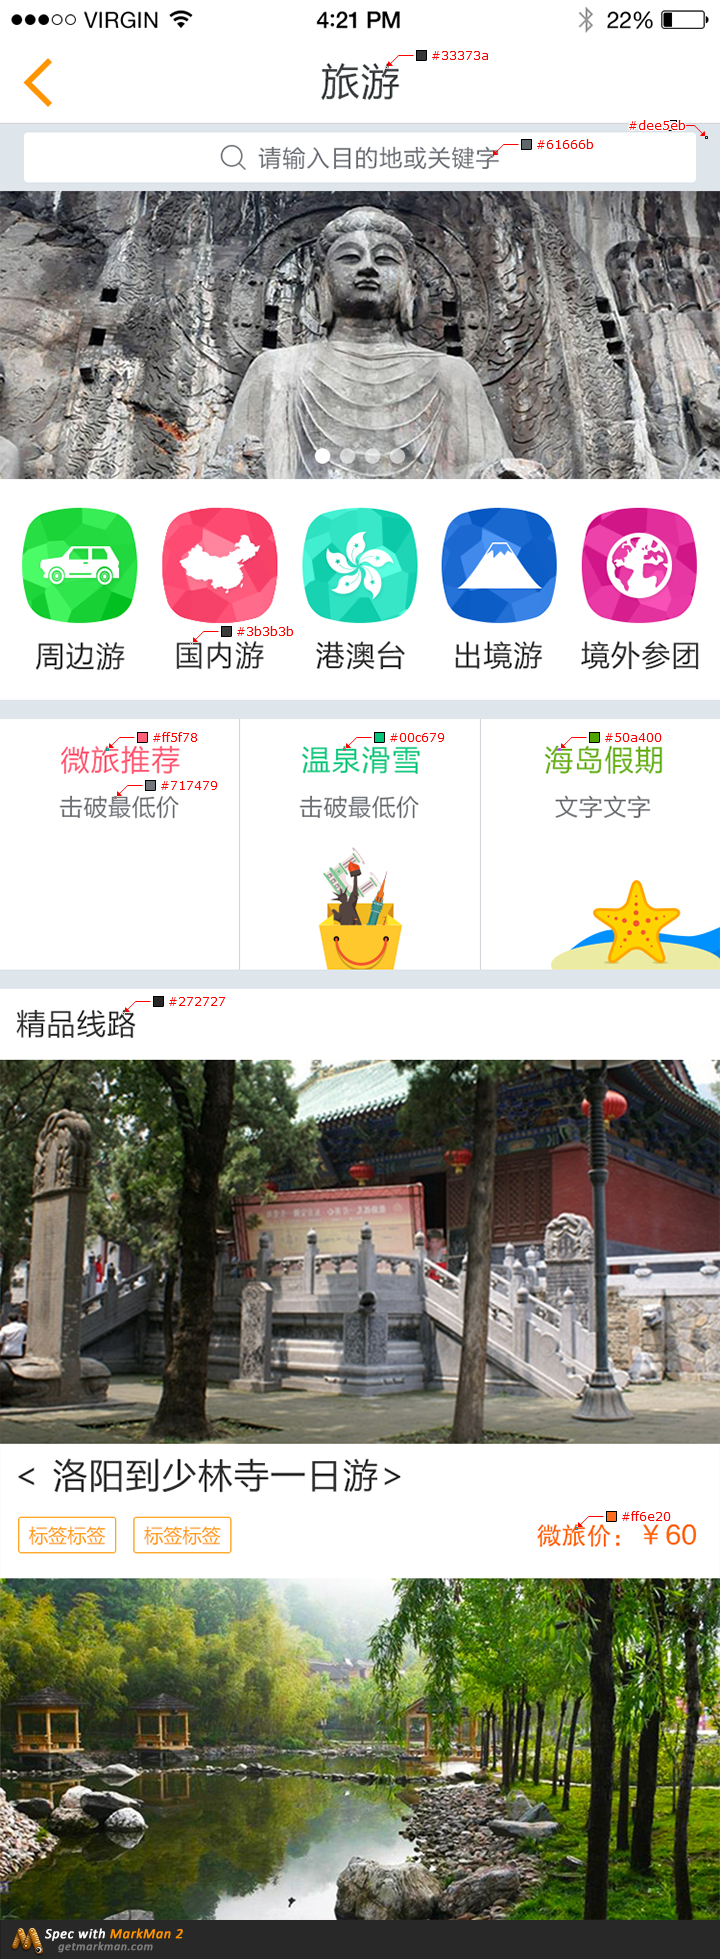 VIRGIN 4:21 PM 22%
#33373a
旅游
#dee5eb
#61666b
请输入目的地或关键字
#3b3b3b
周边游 国内游 港澳台 出境游 境外参团
#ff5f78 #00c679 #50a400
微旅推荐 温泉滑雪 海岛假期
#717479
击破最低价 击破最低价 文字文字
#272727
精品线路
< 洛阳到少林寺一日游>
#ff6e20
标签标签 标签标签 微旅价：￥60
Spec with MarkMan 2
getmarkman.com